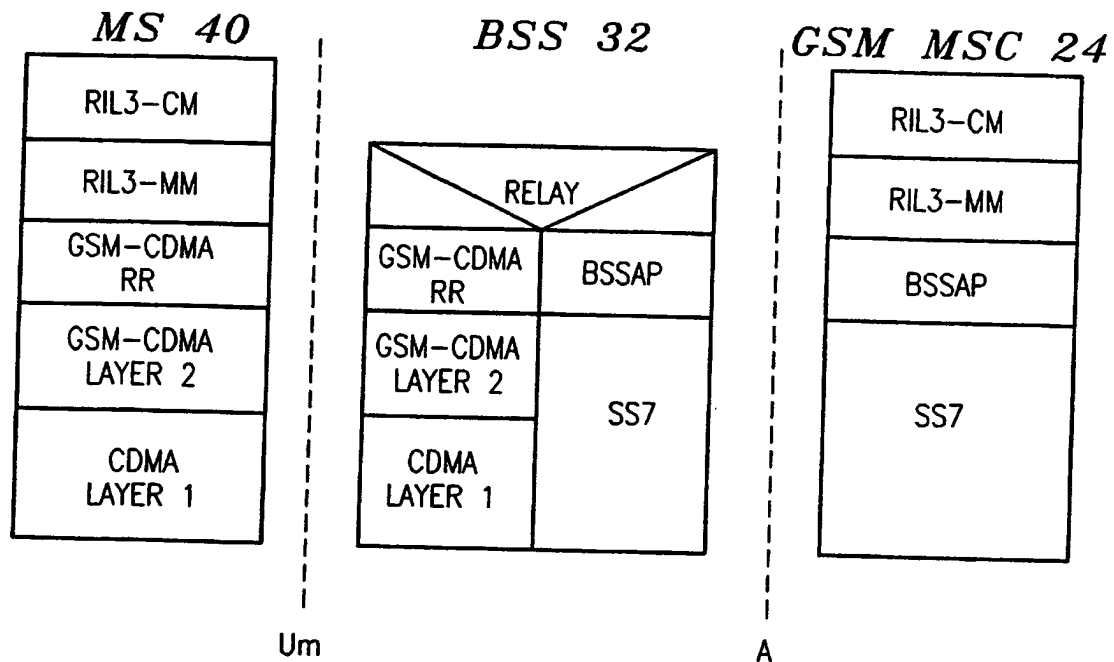 MS 40
BSS 32
GSM MSC 24
RIL3-CM
RIL3-MM
GSM-CDMA
RR
GSM-CDMA
LAYER 2
CDMA
LAYER 1
RELAY
GSM-CDMA
RR
BSSAP
GSM-CDMA
LAYER 2
SS7
CDMA
LAYER 1
RIL3-CM
RIL3-MM
BSSAP
SS7
Um
A